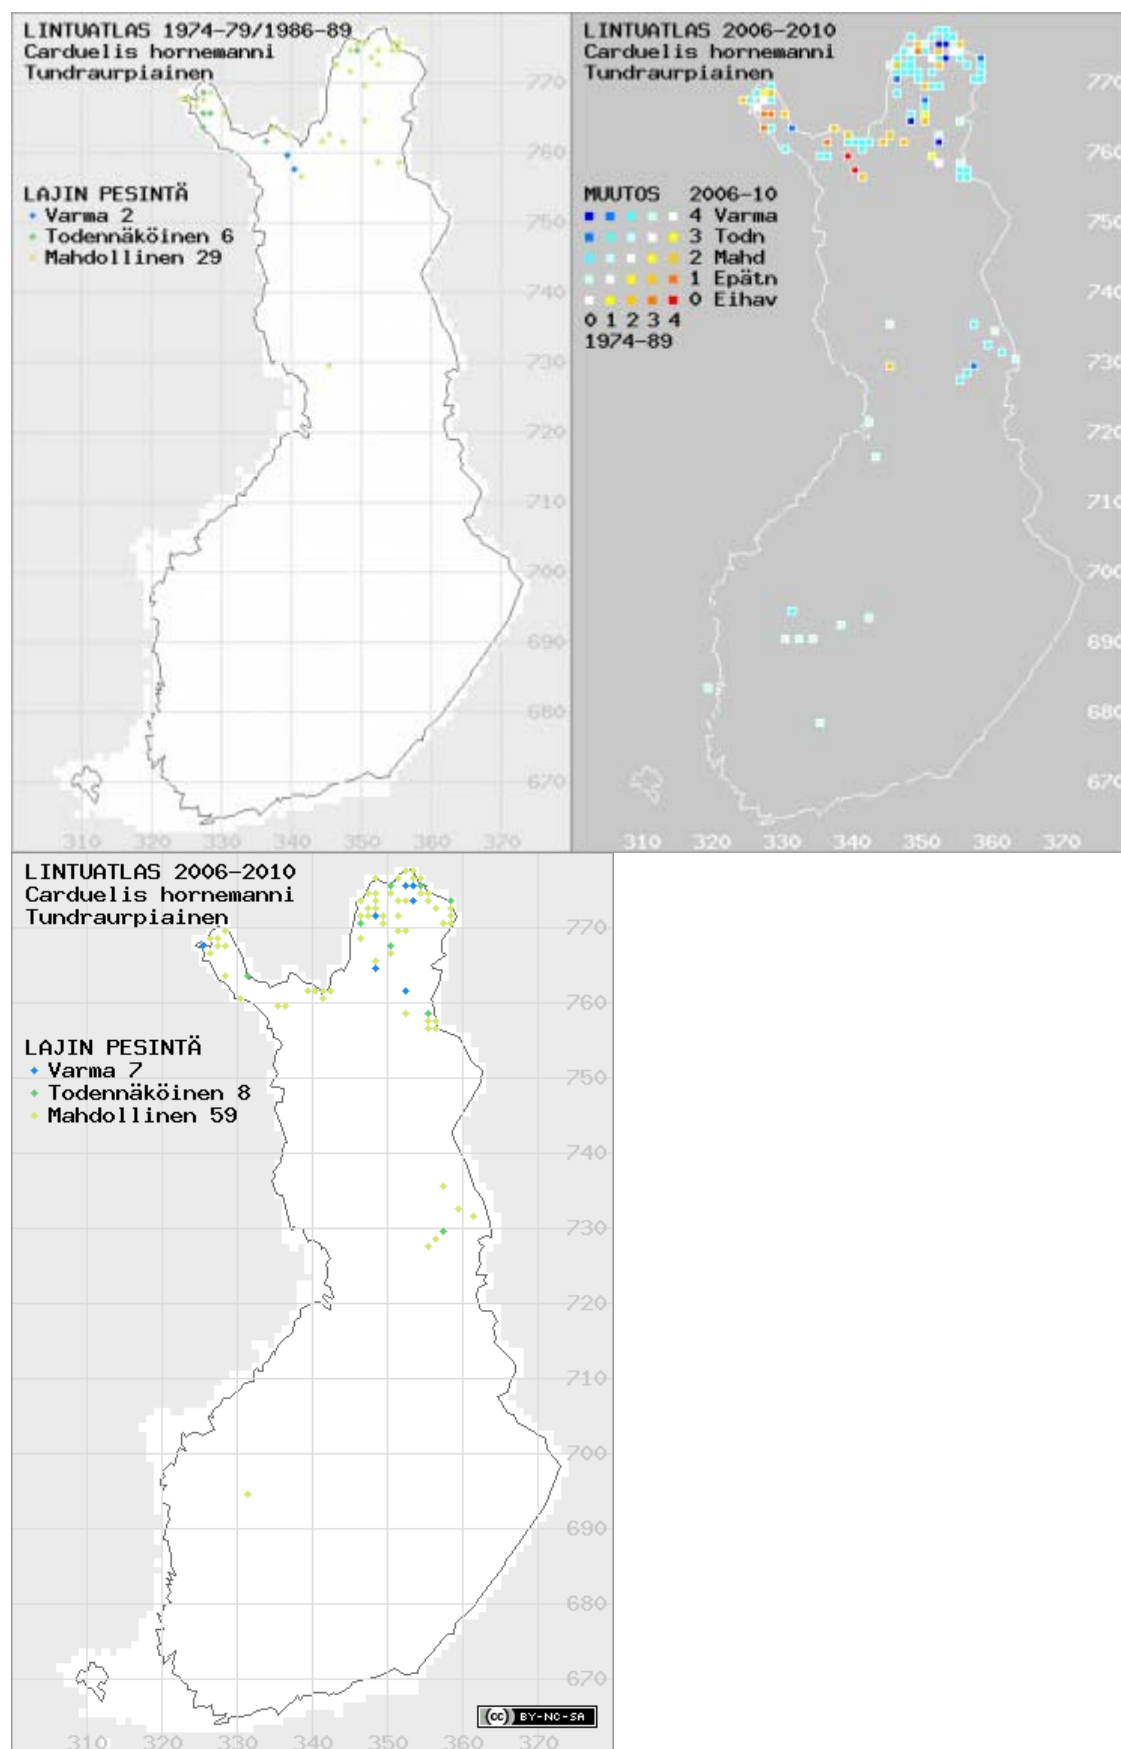 LINTUATLAS 1974-79/1986-89
Carduelis hornemanni
Tundraurpiainen
770
760
LAJIN PESINTÄ
Varma 2
Todennäköinen 6
Mahdollinen 29
750
740
730
720
710
700
690
680
670
310 320 330 340 350 360 370
LINTUATLAS 2006-2010
Carduelis hornemanni
Tundraurpiainen
770
760
MUUTOS 2006-10
4 Varma
3 Todn
2 Mahd
1 Epätn
0 Eihav
0 1 2 3 4
1974-89
750
740
730
720
710
700
690
680
670
310 320 330 340 350 360 370
LINTUATLAS 2006-2010
Carduelis hornemanni
Tundraurpiainen
770
760
LAJIN PESINTÄ
Varma 7
Todennäköinen 8
Mahdollinen 59
750
740
730
720
710
700
690
680
670
cc BY-NC-SA
310 320 330 340 350 360 370